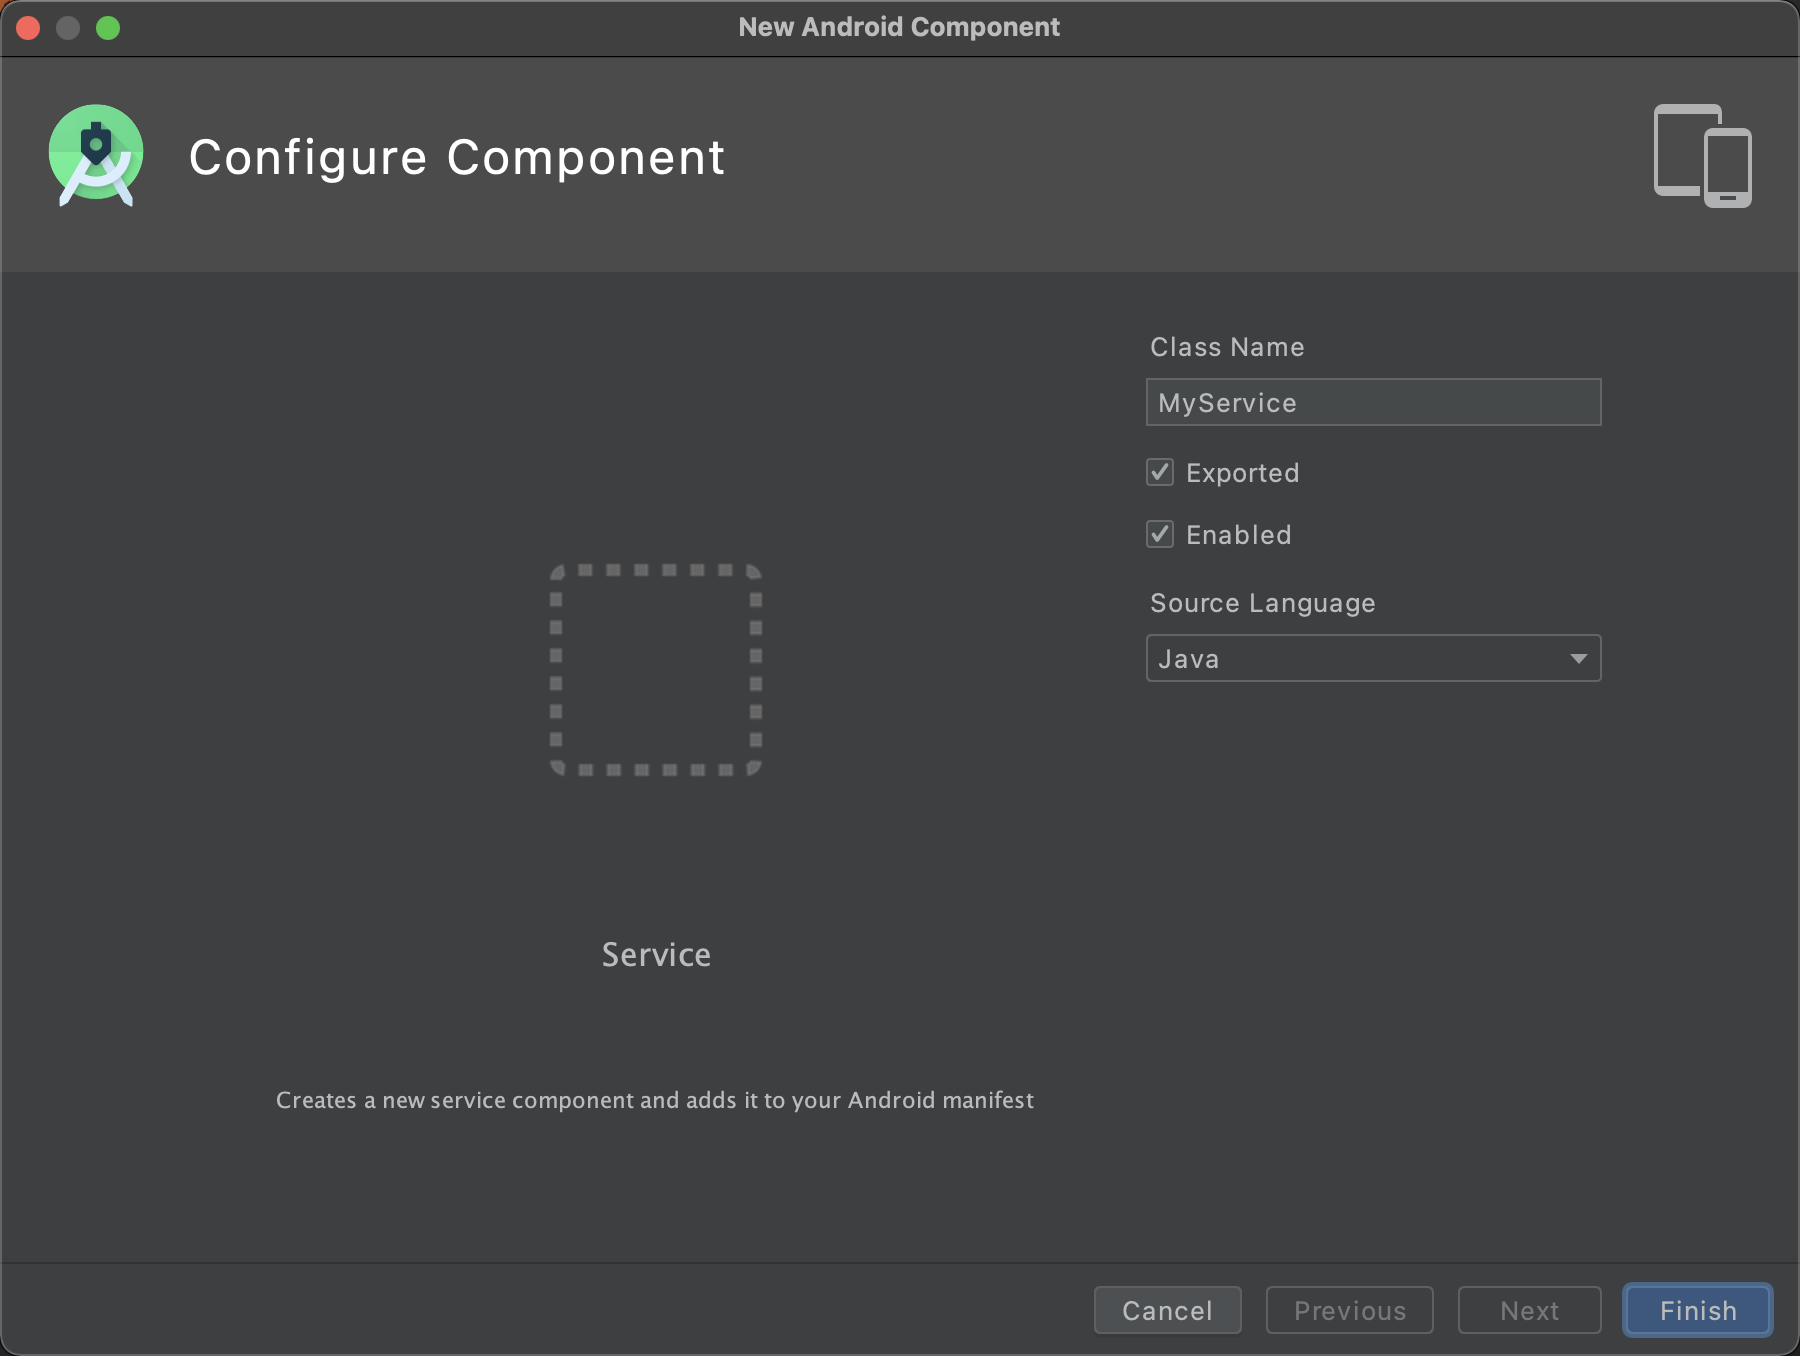 New Android Component
Configure Component
Class Name
MyService
Exported
Enabled
Source Language
Java
Service
Creates a new service component and adds it to your Android manifest
Cancel
Previous
Next
Finish